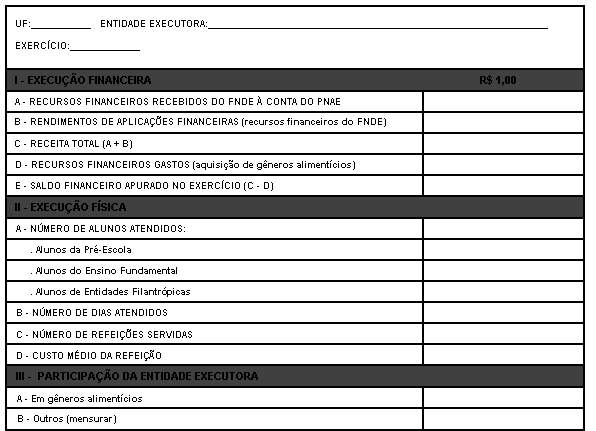 UF:___________ ENTIDADE EXECUTORA:______________________________________________________________
EXERCÍCIO:_____________
I - EXECUÇÃO FINANCEIRA R$ 1,00
A - RECURSOS FINANCEIROS RECEBIDOS DO FNDE À CONTA DO PNAE
B - RENDIMENTOS DE APLICAÇÕES FINANCEIRAS (recursos financeiros do FNDE)
C - RECEITA TOTAL (A + B)
D - RECURSOS FINANCEIROS GASTOS (aquisição de gêneros alimentícios)
E - SALDO FINANCEIRO APURADO NO EXERCÍCIO (C - D)
II - EXECUÇÃO FÍSICA
A - NÚMERO DE ALUNOS ATENDIDOS:
. Alunos da Pré-Escola
. Alunos do Ensino Fundamental
. Alunos de Entidades Filantrópicas
B - NÚMERO DE DIAS ATENDIDOS
C - NÚMERO DE REFEIÇÕES SERVIDAS
D - CUSTO MÉDIO DA REFEIÇÃO
III - PARTICIPAÇÃO DA ENTIDADE EXECUTORA
A - Em gêneros alimentícios
B - Outros (mensurar)